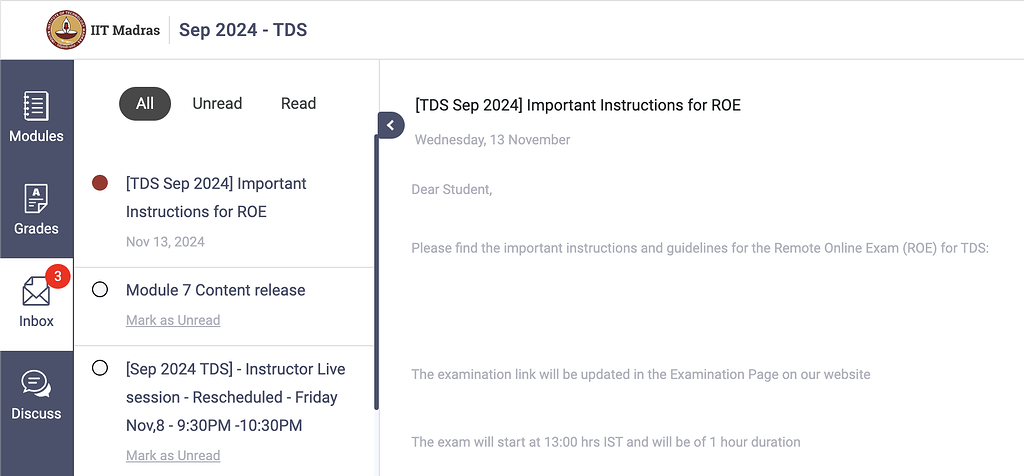 IIT Madras
Sep 2024 - TDS
Modules
Grades
3
Inbox
Discuss
All
Unread
Read
[TDS Sep 2024] Important
Instructions for ROE
Nov 13, 2024
Module 7 Content release
Mark as Unread
[Sep 2024 TDS] - Instructor Live
session - Rescheduled - Friday
Nov,8 - 9:30PM -10:30PM
Mark as Unread
[TDS Sep 2024] Important Instructions for ROE
Wednesday, 13 November
Dear Student,
Please find the important instructions and guidelines for the Remote Online Exam (ROE) for TDS:
The examination link will be updated in the Examination Page on our website
The exam will start at 13:00 hrs IST and will be of 1 hour duration